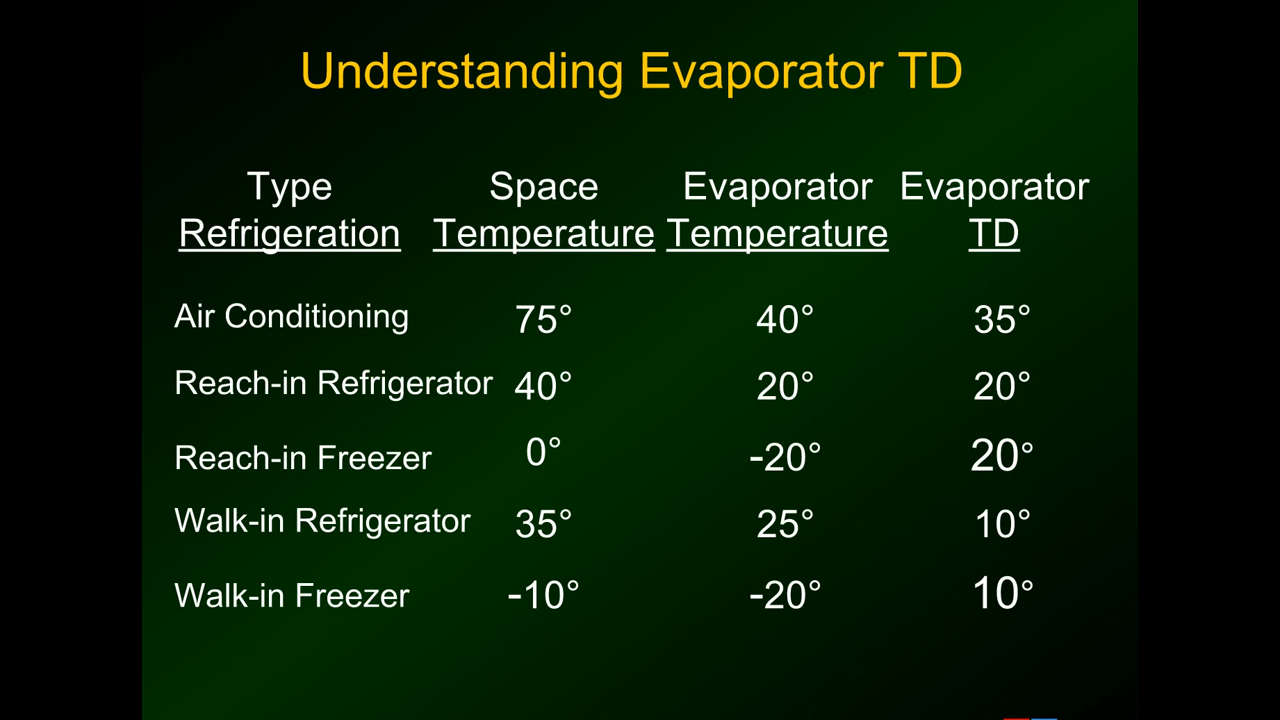 Understanding Evaporator TD
Type Space Evaporator Evaporator
Refrigeration Temperature Temperature TD
Air Conditioning 75° 40° 35°
Reach-in Refrigerator 40° 20° 20°
Reach-in Freezer 0° -20° 20°
Walk-in Refrigerator 35° 25° 10°
Walk-in Freezer -10° -20° 10°